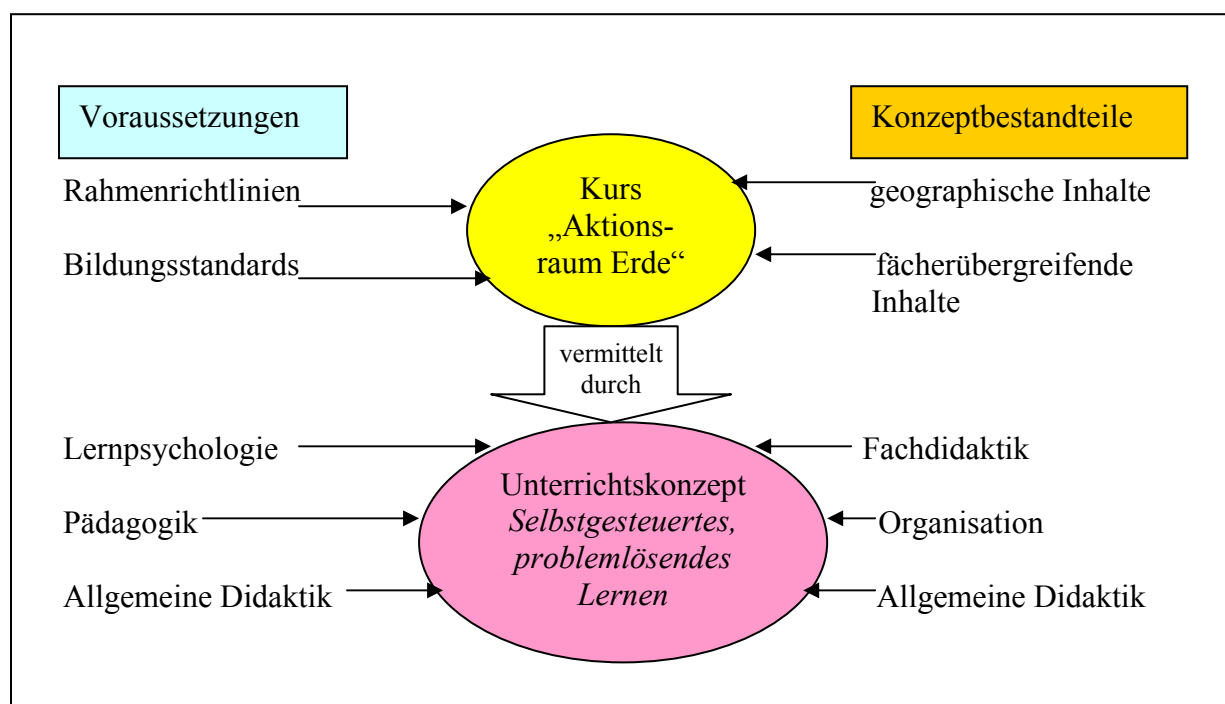 Voraussetzungen
Konzeptbestandteile
Rahmenrichtlinien
Bildungsstandards
Kurs
„Aktions-
raum Erde“
geographische Inhalte
fächerübergreifende
Inhalte
vermittelt
durch
Lernpsychologie
Pädagogik
Allgemeine Didaktik
Unterrichtskonzept
Selbstgesteuertes,
problemlösendes
Lernen
Fachdidaktik
Organisation
Allgemeine Didaktik